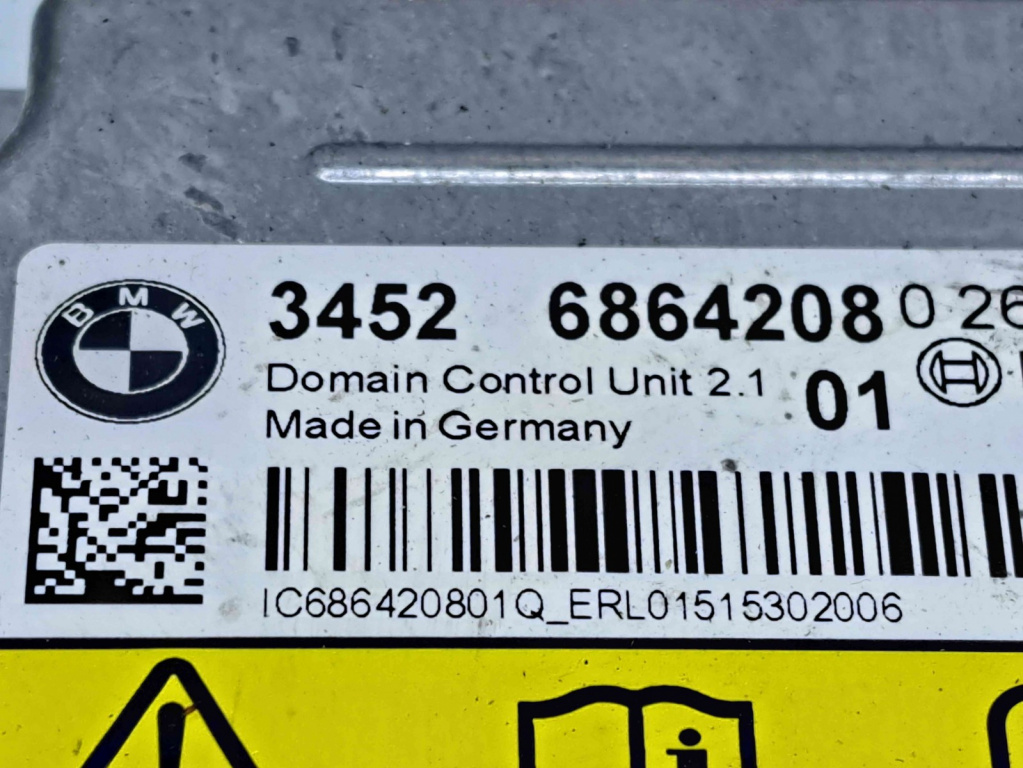 BMW
3452 6864208 0 26
Domain Control Unit 2.1 01
Made in Germany
IC686420801Q_ERL01515302006